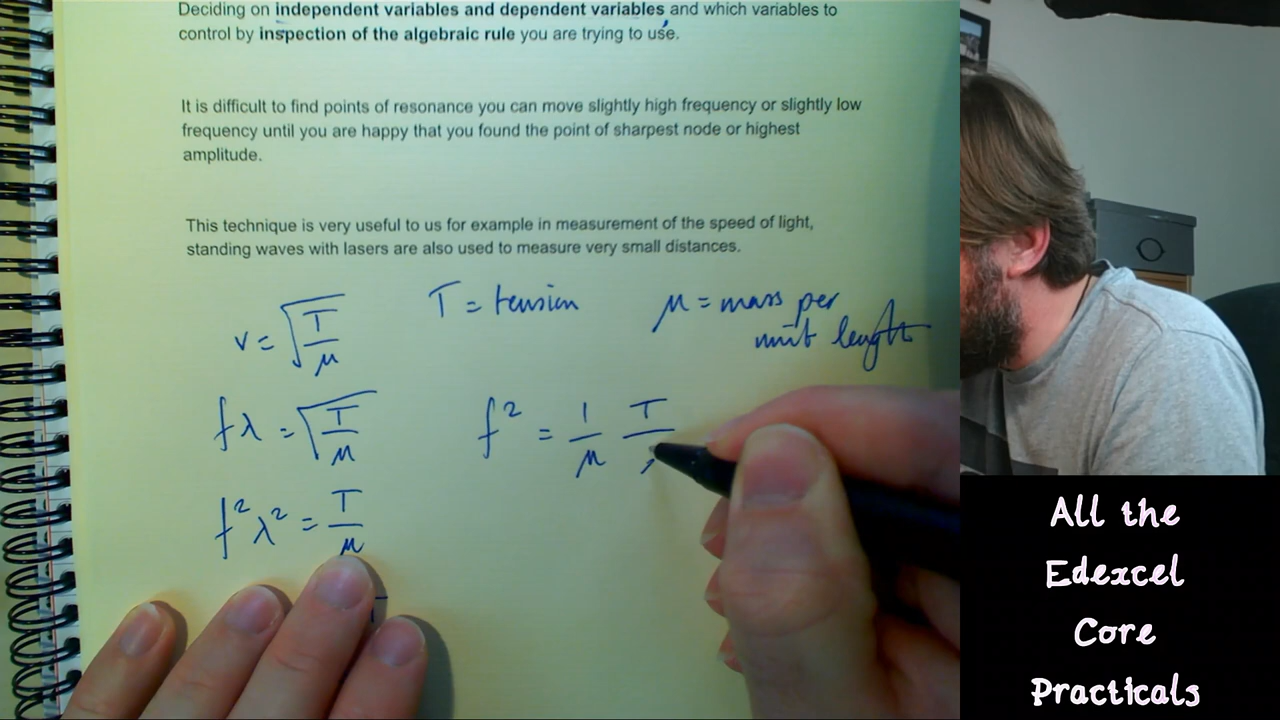 Deciding on independent variables and dependent variables and which variables to
control by inspection of the algebraic rule you are trying to use.
It is difficult to find points of resonance you can move slightly high frequency or slightly low
frequency until you are happy that you found the point of sharpest node or highest
amplitude.
This technique is very useful to us for example in measurement of the speed of light,
standing waves with lasers are also used to measure very small distances.
v = √(T/μ)
T = tension
μ = mass per
unit length
fλ = √(T/μ)
f² = 1/μ T/
f²λ² = T/μ
All the
Edexcel
Core
Practicals